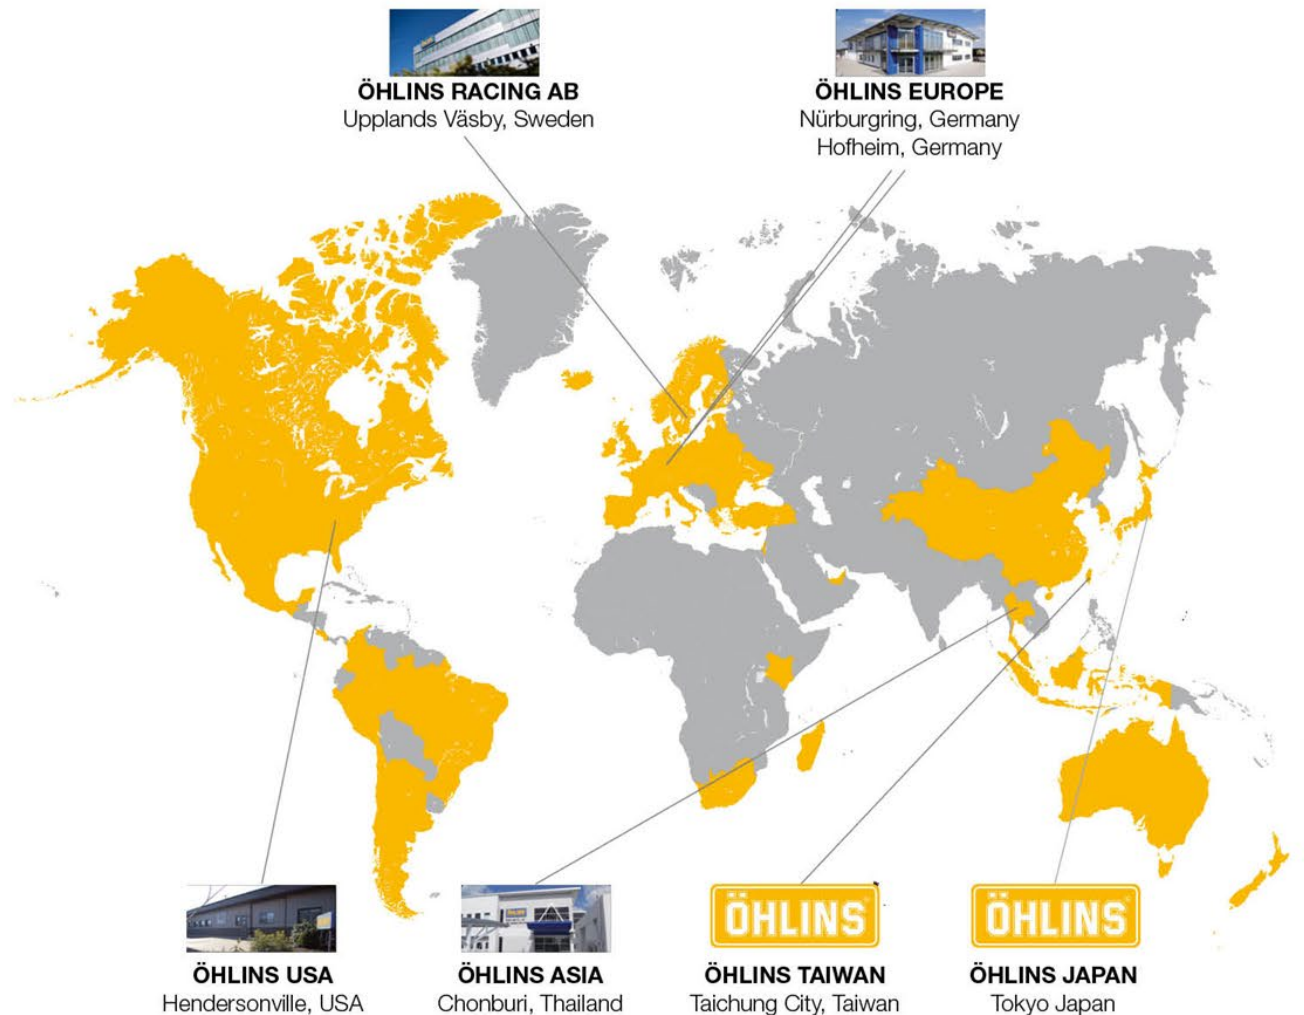 ÖHLINS RACING AB
Upplands Väsby, Sweden
ÖHLINS EUROPE
Nürburgring, Germany
Hofheim, Germany
ÖHLINS USA
Hendersonville, USA
ÖHLINS ASIA
Chonburi, Thailand
ÖHLINS
ÖHLINS TAIWAN
Taichung City, Taiwan
ÖHLINS
ÖHLINS JAPAN
Tokyo Japan